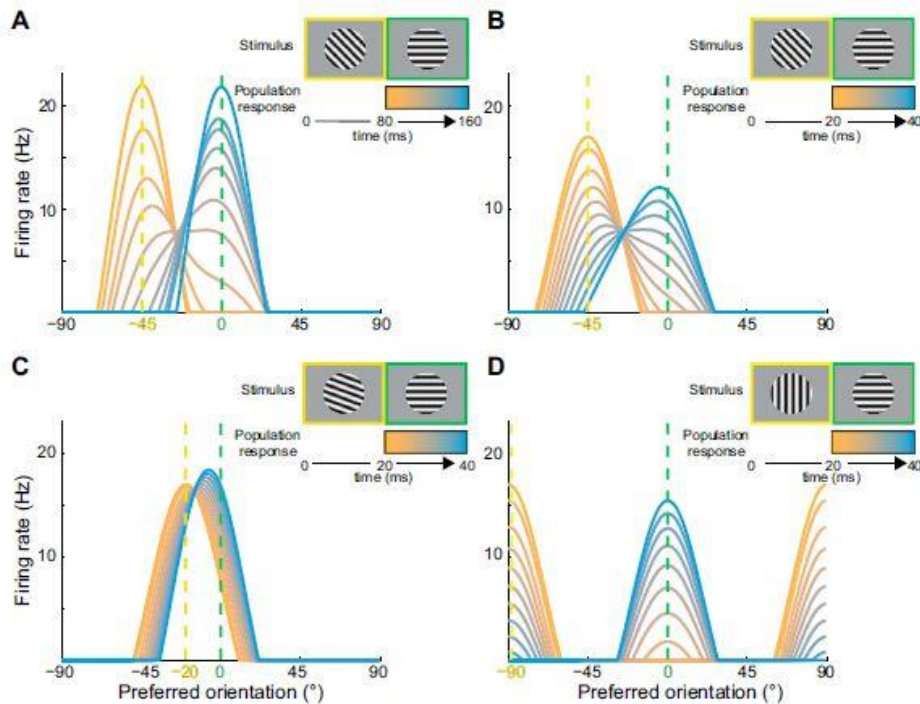 A
Stimulus
Population
response
0 80 160
time (ms)
Firing rate (Hz)
20
10
−90 −45 0 45 90
B
Stimulus
Population
response
0 20 40
time (ms)
20
10
−90 −45 0 45 90
C
Stimulus
Population
response
0 20 40
time (ms)
Firing rate (Hz)
20
10
−90 −20 0 45 90
Preferred orientation (°)
D
Stimulus
Population
response
0 20 40
time (ms)
20
10
−90 −45 0 45 90
Preferred orientation (°)